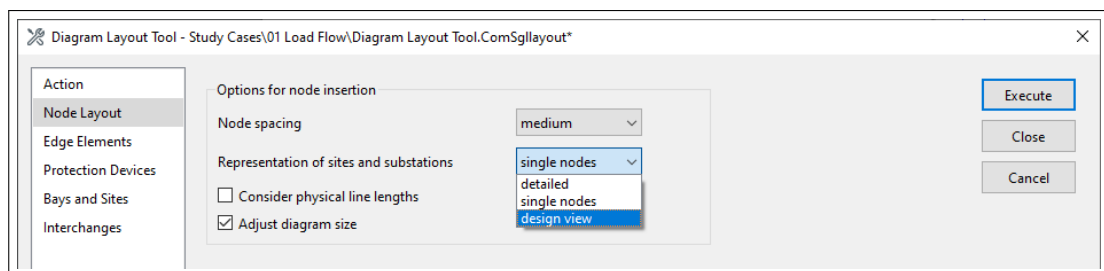 Diagram Layout Tool - Study Cases\01 Load Flow\Diagram Layout Tool.ComSgllayout*
Action
Node Layout
Edge Elements
Protection Devices
Bays and Sites
Interchanges
Options for node insertion
Node spacing
medium
Representation of sites and substations
single nodes
detailed
single nodes
design view
Consider physical line lengths
Adjust diagram size
Execute
Close
Cancel